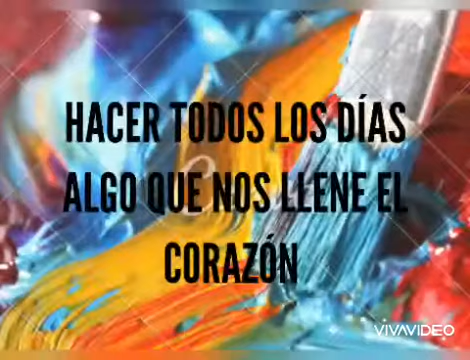 HACER TODOS LOS DÍAS
ALGO QUE NOS LLENE EL
CORAZÓN
VIVAVIDEO